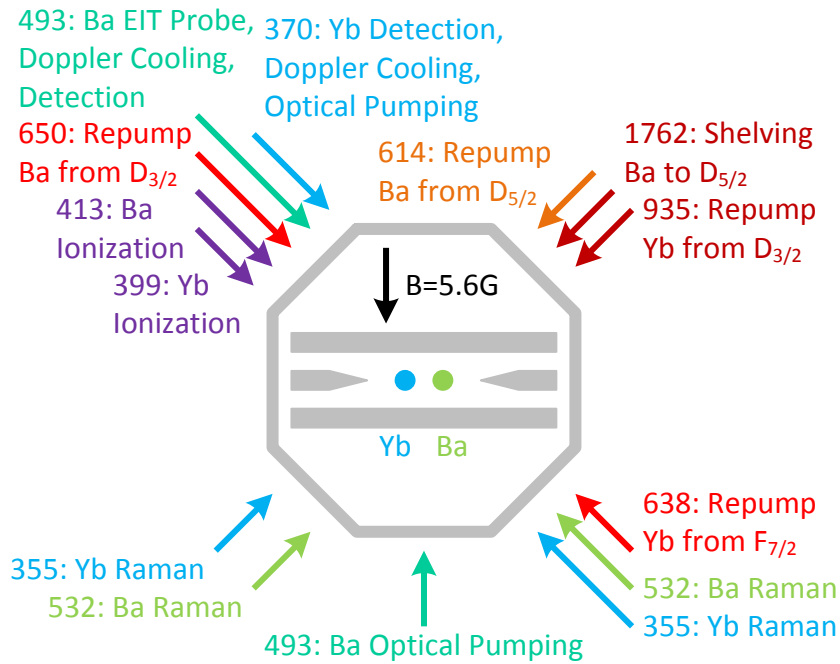 493: Ba EIT Probe,
Doppler Cooling,
Detection
370: Yb Detection,
Doppler Cooling,
Optical Pumping
650: Repump
Ba from D3/2
413: Ba
Ionization
399: Yb
Ionization
614: Repump
Ba from D5/2
1762: Shelving
Ba to D5/2
935: Repump
Yb from D3/2
B=5.6G
Yb
Ba
355: Yb Raman
532: Ba Raman
493: Ba Optical Pumping
638: Repump
Yb from F7/2
532: Ba Raman
355: Yb Raman